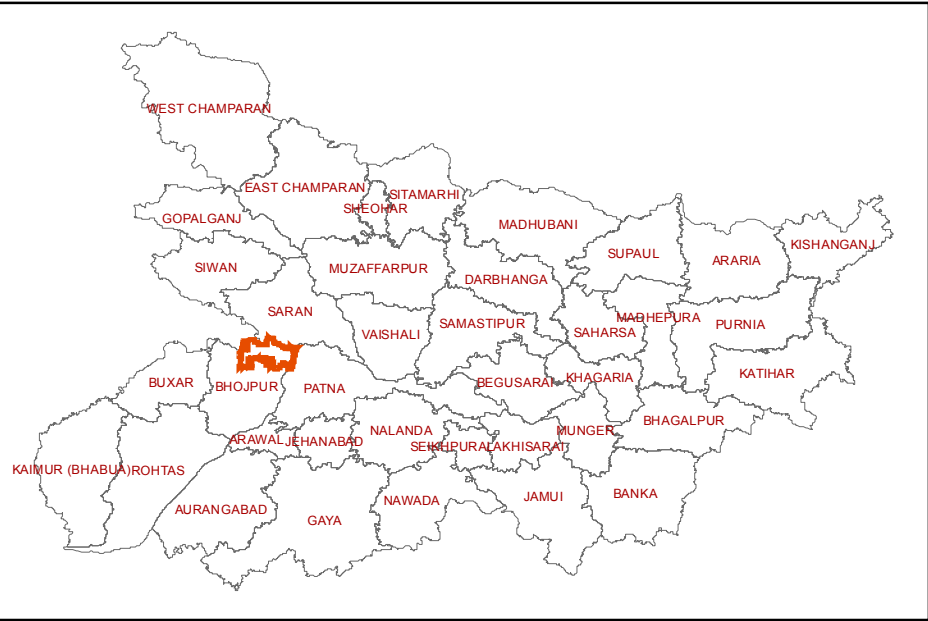 WEST CHAMPARAN
EAST CHAMPARAN
SITAMARHI
SHEOHAR
GOPALGANJ
MADHUBANI
KISHANGANJ
SUPAUL
ARARIA
SIWAN
MUZAFFARPUR
DARBHANGA
SARAN
MADHEPURA
SAMASTIPUR
PURNIA
VAISHALI
SAHARSA
KATIHAR
KHAGARIA
BUXAR
BHOJPUR
PATNA
BEGUSARAI
BHAGALPUR
NALANDA
MUNGER
ARAWAL
JEHANABAD
SEIKHPURA
LAKHISARAI
KAIMUR (BHABUA)
ROHTAS
BANKA
JAMUI
NAWADA
AURANGABAD
GAYA